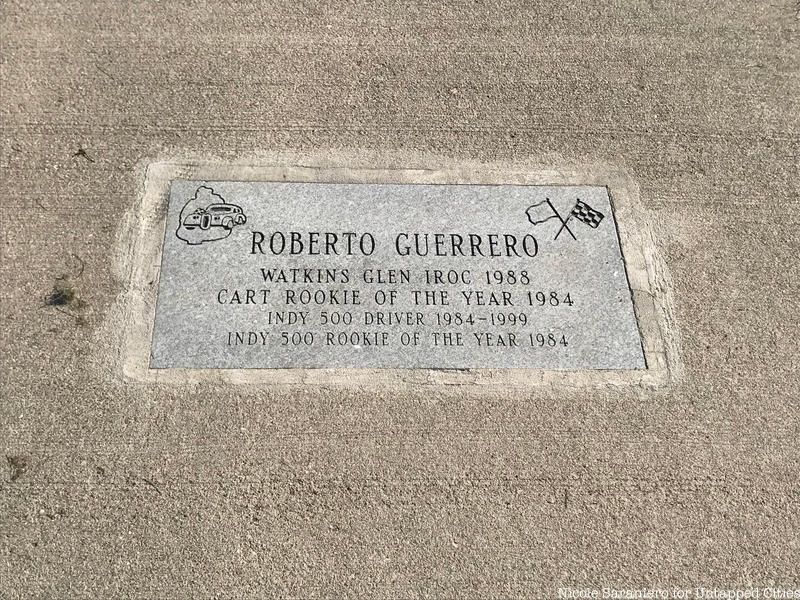 ROBERTO GUERRERO
WATKINS GLEN IROC 1988
CART ROOKIE OF THE YEAR 1984
INDY 500 DRIVER 1984-1999
INDY 500 ROOKIE OF THE YEAR 1984
Nicole Saraniero for Untapped Cities